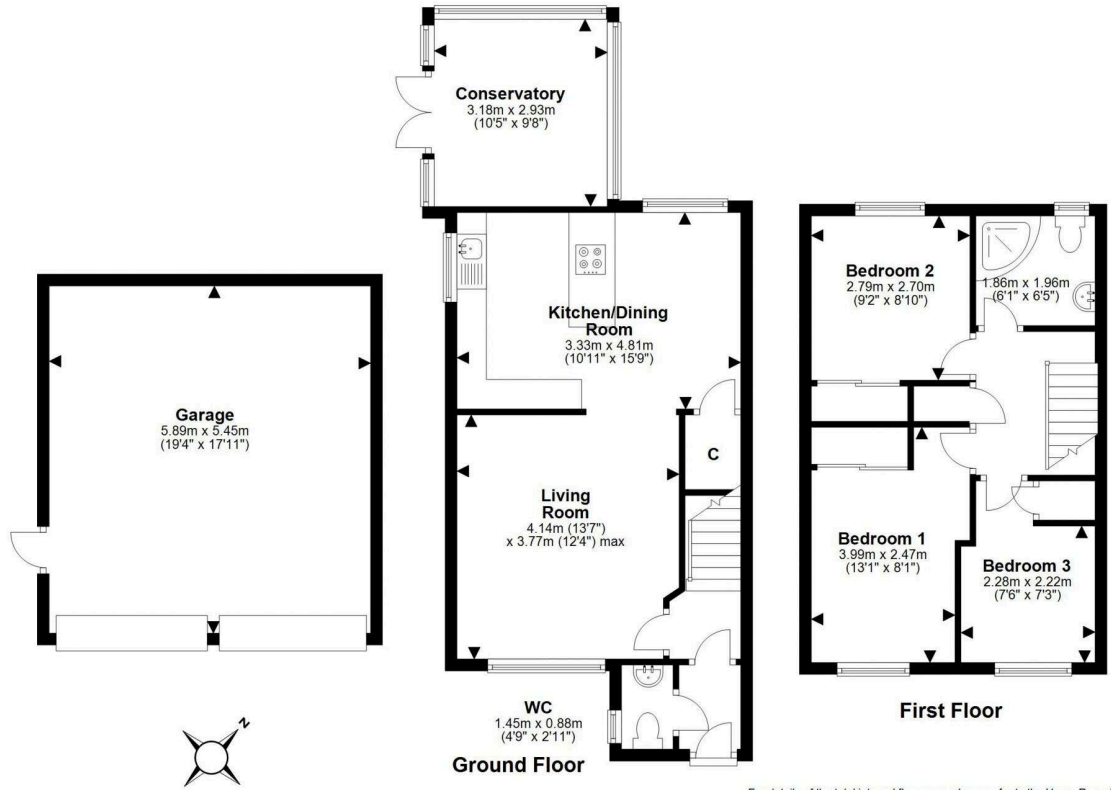 Conservatory
3.18m x 2.93m
(10'5" x 9'8")
Kitchen/Dining
Room
3.33m x 4.81m
(10'11" x 15'9")
Garage
5.89m x 5.45m
(19'4" x 17'11")
C
Living
Room
4.14m (13'7")
x 3.77m (12'4") max
WC
1.45m x 0.88m
(4'9" x 2'11")
Ground Floor
N
Bedroom 2
2.79m x 2.70m
(9'2" x 8'10")
1.86m x 1.96m
(6'1" x 6'5")
Bedroom 1
3.99m x 2.47m
(13'1" x 8'1")
Bedroom 3
2.28m x 2.22m
(7'6" x 7'3")
First Floor